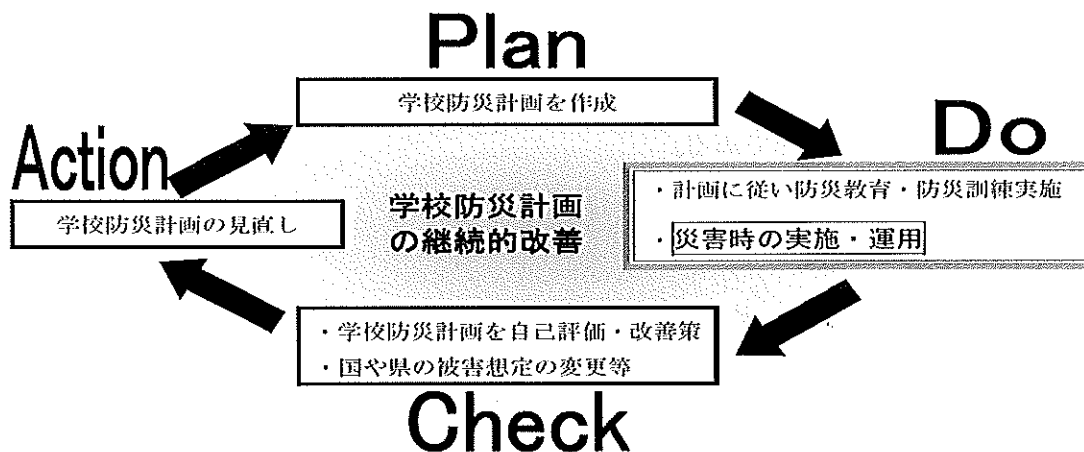 Plan
学校防災計画を作成
Do
・計画に従い防災教育・防災訓練実施
・災害時の実施・運用
Action
学校防災計画の見直し
学校防災計画
の継続的改善
・学校防災計画を自己評価・改善策
・国や県の被害想定の変更等
Check